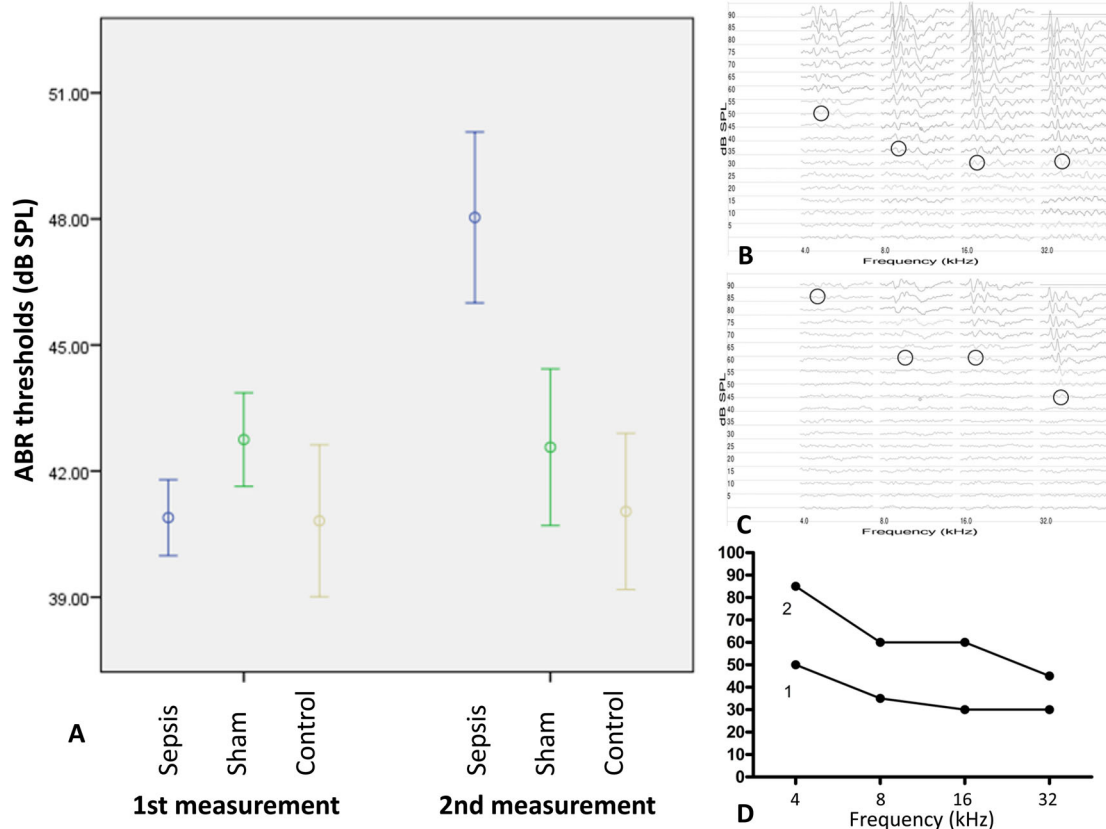 ABR thresholds (dB SPL)
51.00
48.00
45.00
42.00
39.00
Sepsis
Sham
Control
Sepsis
Sham
Control
1st measurement
2nd measurement
A
dB SPL
90
85
80
75
70
65
60
55
50
45
40
35
30
25
20
15
10
5
4.0 8.0 16.0 32.0
Frequency (kHz)
B
dB SPL
90
85
80
75
70
65
60
55
50
45
40
35
30
25
20
15
10
5
4.0 8.0 16.0 32.0
Frequency (kHz)
C
100
90
80
70
60
50
40
30
20
10
0
2
1
4 8 16 32
Frequency (kHz)
D